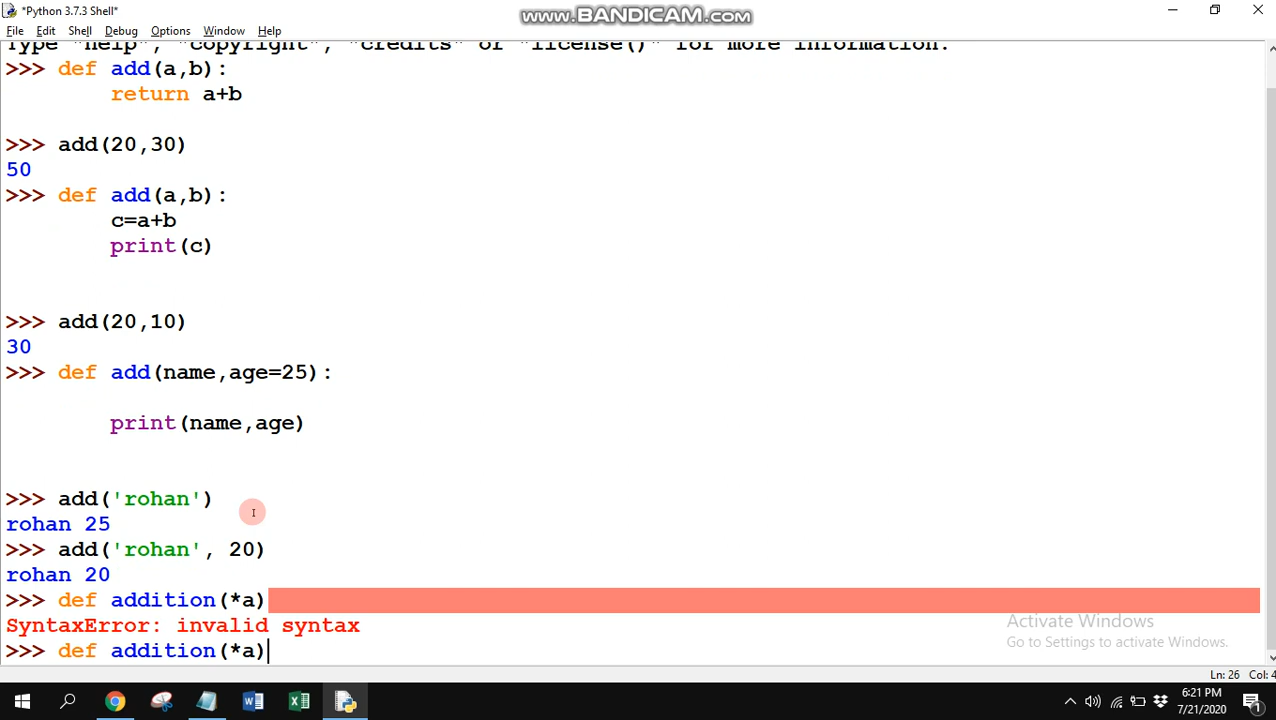 *Python 3.7.3 Shell*
www.BANDICAM.com
File Edit Shell Debug Options Window Help
Type "help", "copyright", "credits" or "license()" for more information.
>>> def add(a,b):
return a+b
>>> add(20,30)
50
>>> def add(a,b):
c=a+b
print(c)
>>> add(20,10)
30
>>> def add(name,age=25):
print(name,age)
>>> add('rohan')
rohan 25
>>> add('rohan', 20)
rohan 20
>>> def addition(*a)
SyntaxError: invalid syntax
>>> def addition(*a)
Activate Windows
Go to Settings to activate Windows.
Ln: 26 Col: 4
6:21 PM
7/21/2020
1